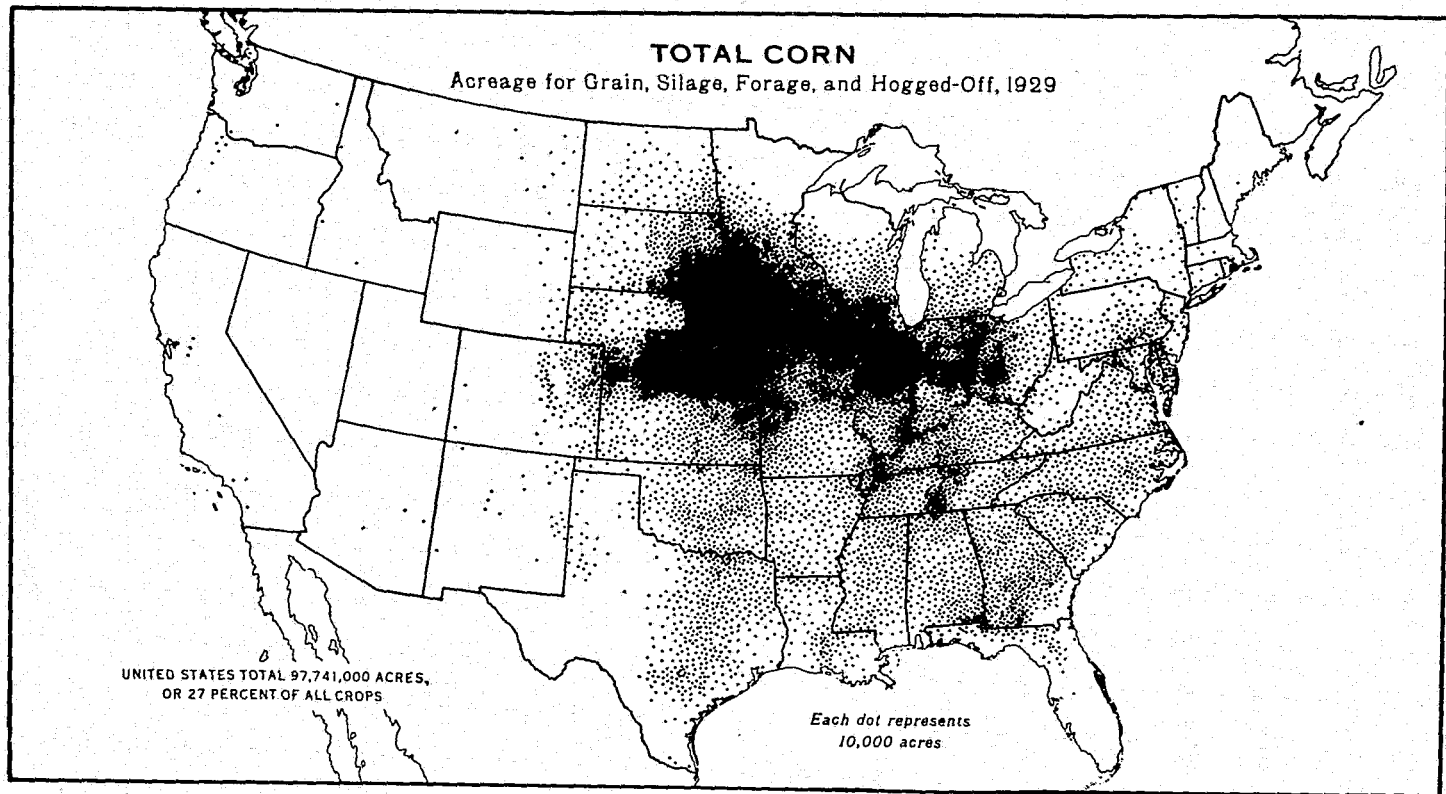 TOTAL CORN
Acreage for Grain, Silage, Forage, and Hogged-Off, 1929
UNITED STATES TOTAL 97,741,000 ACRES,
OR 27 PERCENT OF ALL CROPS
Each dot represents
10,000 acres